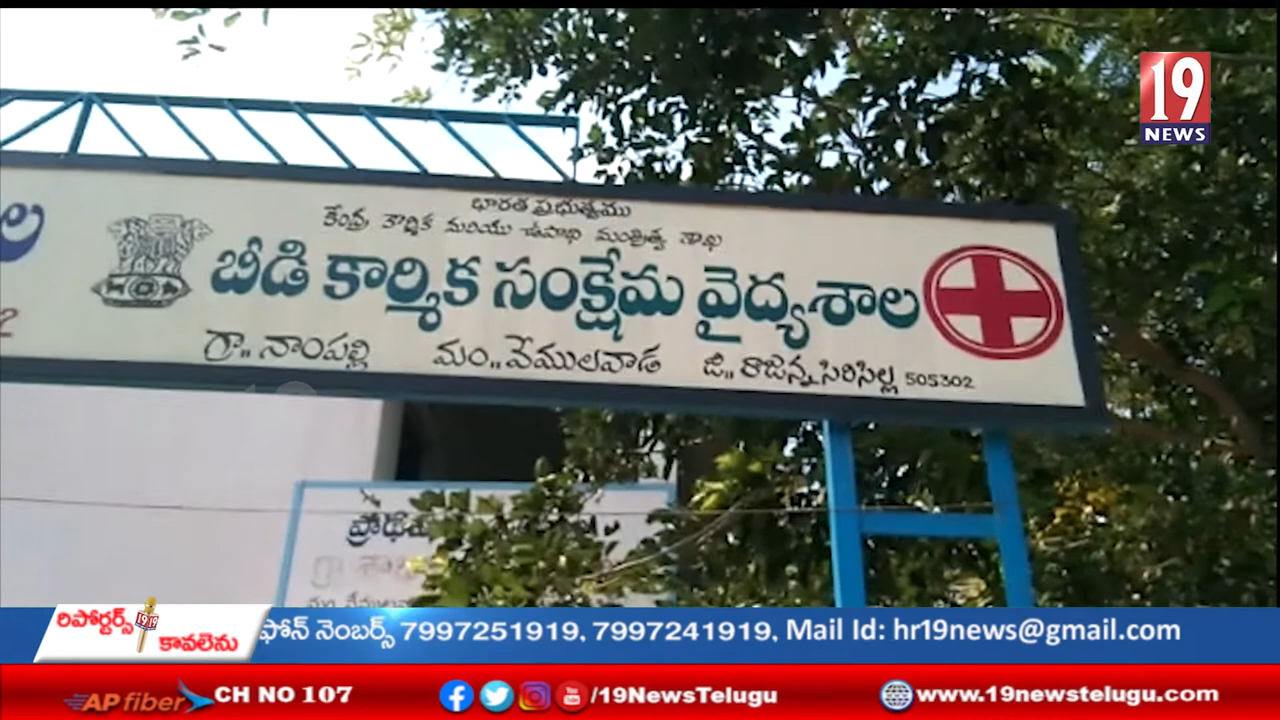 19
NEWS
ల
భారత ప్రభుత్వము
కేంద్ర కార్మిక మరియు ఉపాధి మంత్రిత్వ శాఖ
బీడి కార్మిక సంక్షేమ వైద్యశాల
గ్రా,, నాంపల్లి మం,, వేములవాడ జి,, రాజన్న సిరిసిల్ల 505302
2
రిపోర్టర్స్
కావలెను
ఫోన్ నెంబర్స్ 7997251919, 7997241919, Mail Id: hr19news@gmail.com
AP fiber CH NO 107 /19NewsTelugu www.19newstelugu.com